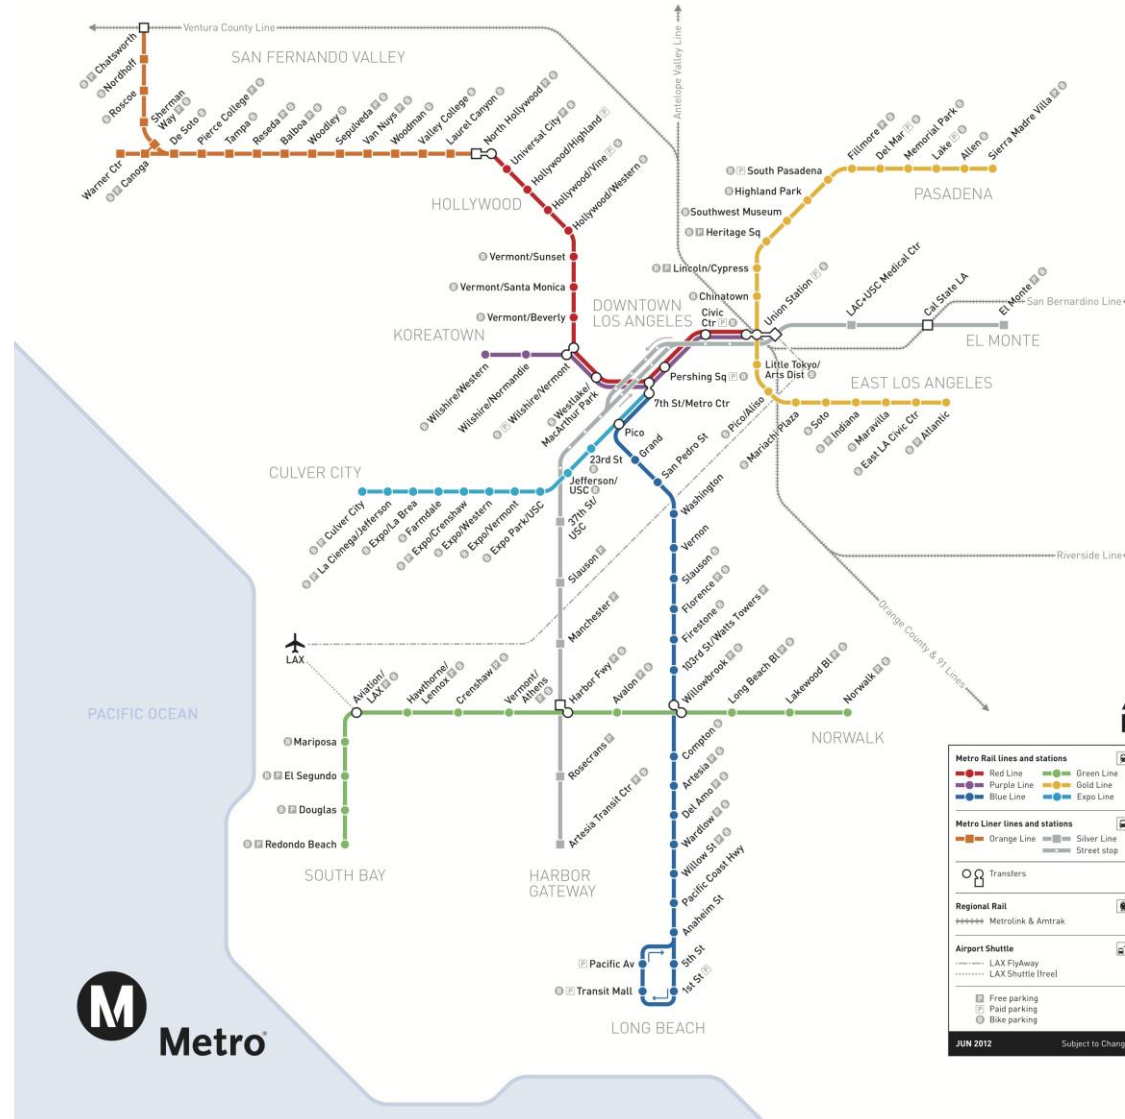 Ventura County Line
SAN FERNANDO VALLEY
Antelope Valley Line
Chatsworth
Nordhoff
Roscoe
Sherman
Way
De Soto
Pierce College
Tampa
Reseda
Balboa
Woodley
Sepulveda
Van Nuys
Woodman
Valley College
Laurel Canyon
North Hollywood
Universal City
Hollywood/Highland
Hollywood/Vine
Hollywood/Western
Warner Ctr
Canoga
HOLLYWOOD
Vermont/Sunset
Vermont/Santa Monica
Vermont/Beverly
KOREATOWN
Wilshire/Western
Wilshire/Normandie
Wilshire/Vermont
Westlake/
MacArthur Park
DOWNTOWN
LOS ANGELES
Civic
Ctr
Pershing Sq
7th St/Metro Ctr
Fillmore
Del Mar
Memorial Park
Lake
Allen
Sierra Madre Villa
South Pasadena
PASADENA
Highland Park
Southwest Museum
Heritage Sq
Lincoln/Cypress
Chinatown
Union Station
LAC+USC Medical Ctr
Cal State LA
El Monte
San Bernardino Line
EL MONTE
Little Tokyo/
Arts Dist
EAST LOS ANGELES
Pico/Aliso
Mariachi Plaza
Soto
Indiana
Maravilla
East LA Civic Ctr
Atlantic
Pico
Grand
San Pedro St
Washington
Vernon
Slauson
Florence
Firestone
103rd St/Watts Towers
Willowbrook
CULVER CITY
23rd St
Jefferson/
USC
37th St/
USC
Culver City
La Cienega/Jefferson
Expo/La Brea
Farmdale
Expo/Crenshaw
Expo/Western
Expo/Vermont
Expo Park/USC
Slauson
Manchester
Riverside Line
Orange County & 91 Lines
LAX
Aviation/
LAX
Hawthorne/
Lennox
Crenshaw
Vermont/
Athens
Harbor Fwy
Avalon
Long Beach Bl
Lakewood Bl
Norwalk
NORWALK
PACIFIC OCEAN
Mariposa
El Segundo
Douglas
Redondo Beach
SOUTH BAY
Rosecrans
Artesia Transit Ctr
HARBOR
GATEWAY
Compton
Artesia
Del Amo
Wardlow
Willow St
Pacific Coast Hwy
Anaheim St
5th St
1st St
Pacific Av
Transit Mall
LONG BEACH
M
Metro
Metro Rail lines and stations
Red Line
Green Line
Purple Line
Gold Line
Blue Line
Expo Line
Metro Liner lines and stations
Orange Line
Silver Line
Street stop
Transfers
Regional Rail
Metrolink & Amtrak
Airport Shuttle
LAX FlyAway
LAX Shuttle (free)
P Free parking
P Paid parking
B Bike parking
JUN 2012
Subject to Chang